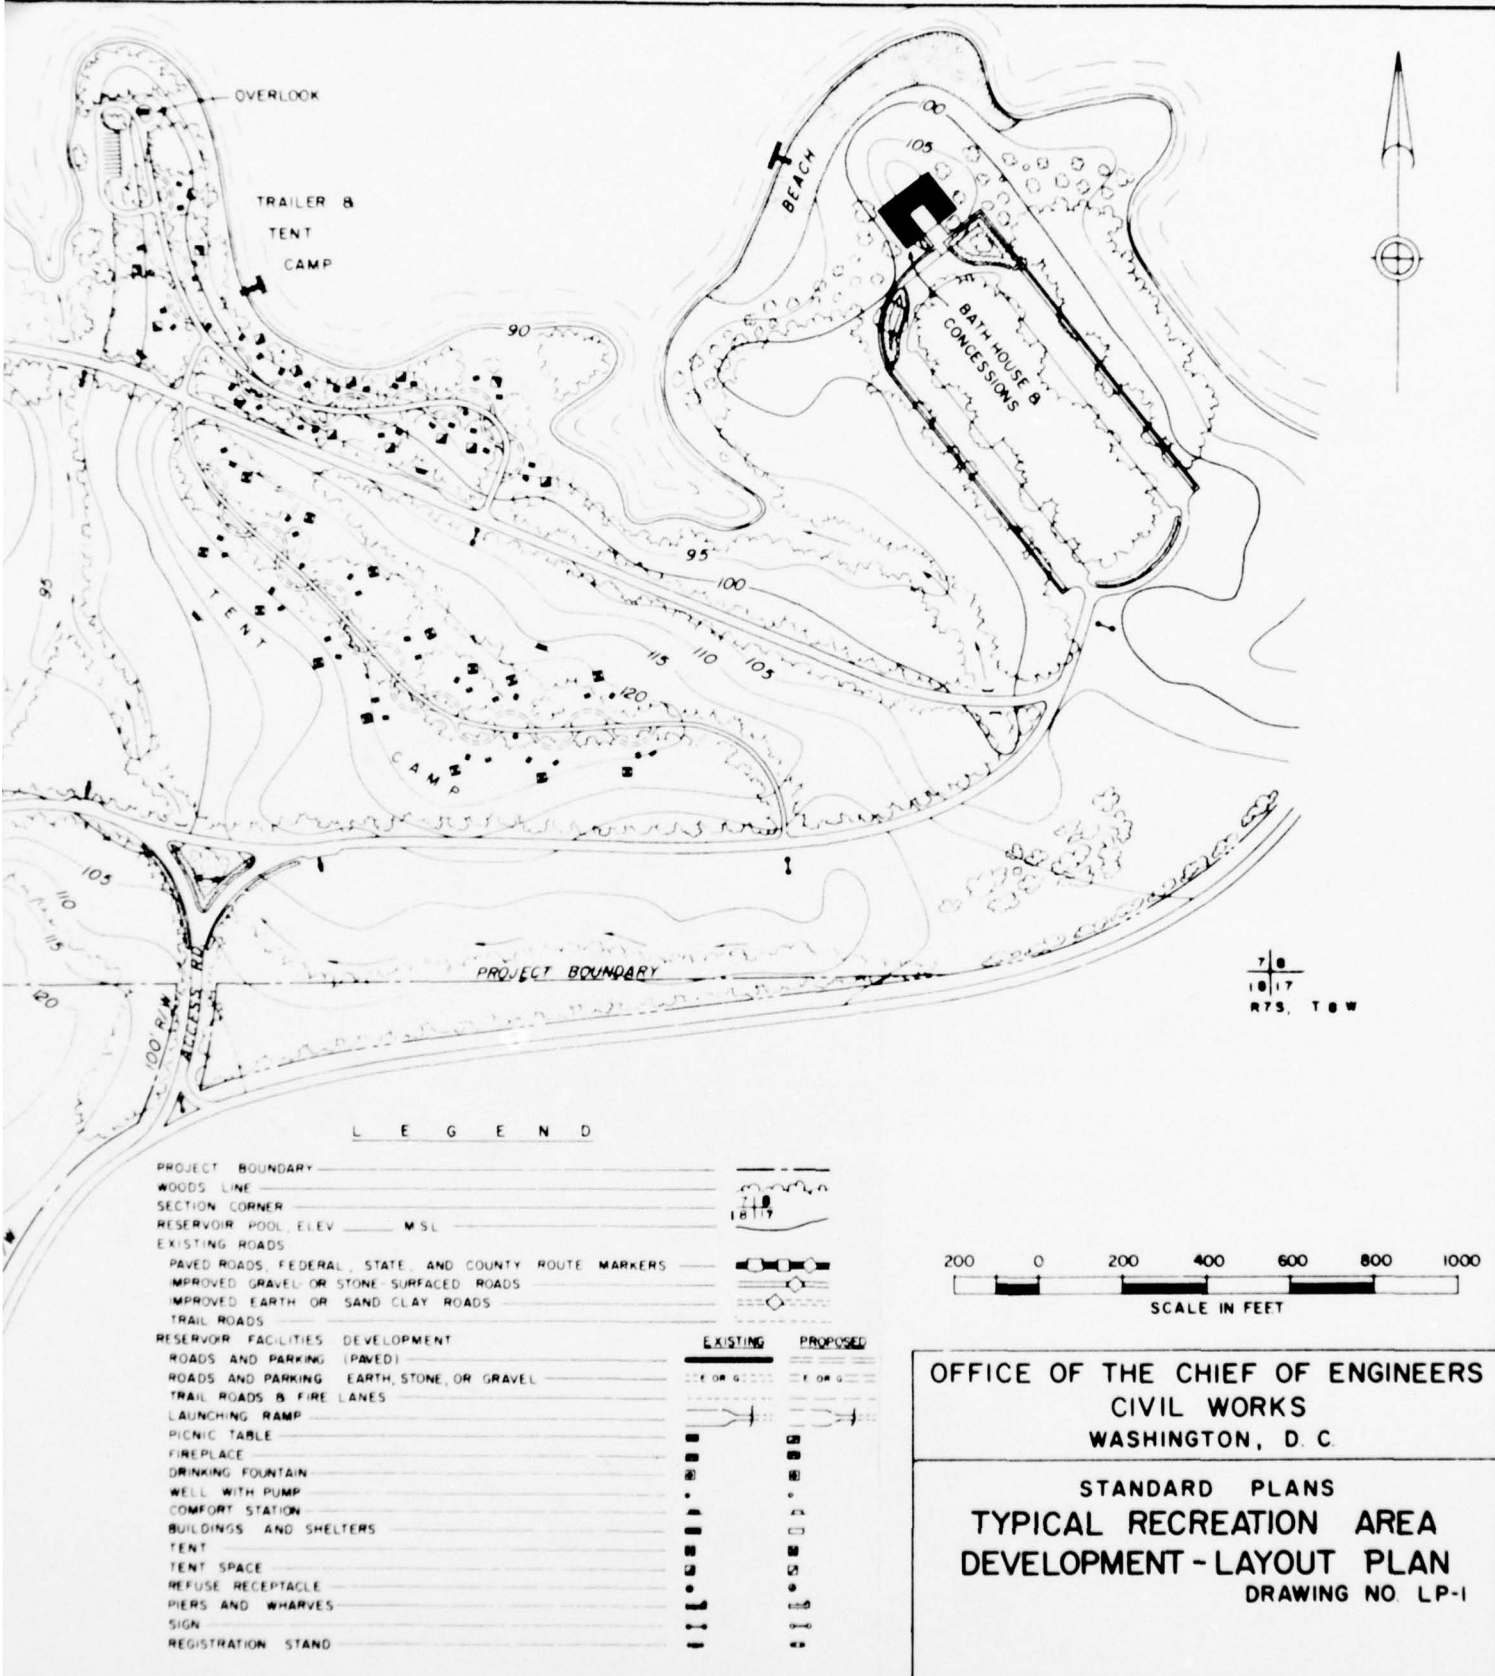 OVERLOOK
TRAILER &
TENT
CAMP
BEACH
100
105
BATH HOUSE &
CONCESSIONS
90
95
100
95
TENT
115
110
105
120
CAMP
105
110
115
120
PROJECT BOUNDARY
100' R/W
ACCESS RD
7 8
18 17
R7S, T8W
LEGEND
PROJECT BOUNDARY
WOODS LINE
SECTION CORNER
7 8
18 17
RESERVOIR POOL, ELEV ____ MSL
EXISTING ROADS
PAVED ROADS, FEDERAL, STATE, AND COUNTY ROUTE MARKERS
IMPROVED GRAVEL OR STONE SURFACED ROADS
IMPROVED EARTH OR SAND CLAY ROADS
TRAIL ROADS
RESERVOIR FACILITIES DEVELOPMENT EXISTING PROPOSED
ROADS AND PARKING (PAVED)
ROADS AND PARKING EARTH, STONE, OR GRAVEL E OR G E OR G
TRAIL ROADS & FIRE LANES
LAUNCHING RAMP
PICNIC TABLE
FIREPLACE
DRINKING FOUNTAIN
WELL WITH PUMP
COMFORT STATION
BUILDINGS AND SHELTERS
TENT
TENT SPACE
REFUSE RECEPTACLE
PIERS AND WHARVES
SIGN
REGISTRATION STAND
200 0 200 400 600 800 1000
SCALE IN FEET
OFFICE OF THE CHIEF OF ENGINEERS
CIVIL WORKS
WASHINGTON, D. C.
STANDARD PLANS
TYPICAL RECREATION AREA
DEVELOPMENT - LAYOUT PLAN
DRAWING NO. LP-1